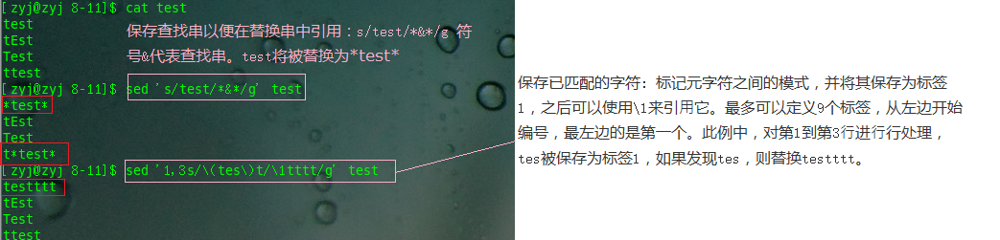 [zyj@zyj 8-11]$ cat test
test
tEst
Test
ttest
保存查找串以便在替换串中引用：s/test/*&*/g 符
号&代表查找串。test将被替换为*test*
[zyj@zyj 8-11]$ sed 's/test/*&*/g' test
*test*
tEst
Test
t*test*
[zyj@zyj 8-11]$ sed '1,3s/\(tes\)t/\1tttt/g' test
testttt
tEst
Test
ttest
保存已匹配的字符：标记元字符之间的模式，并将其保存为标签
1，之后可以使用\1来引用它。最多可以定义9个标签，从左边开始
编号，最左边的是第一个。此例中，对第1到第3行进行行处理，
tes被保存为标签1，如果发现tes，则替换testttt。